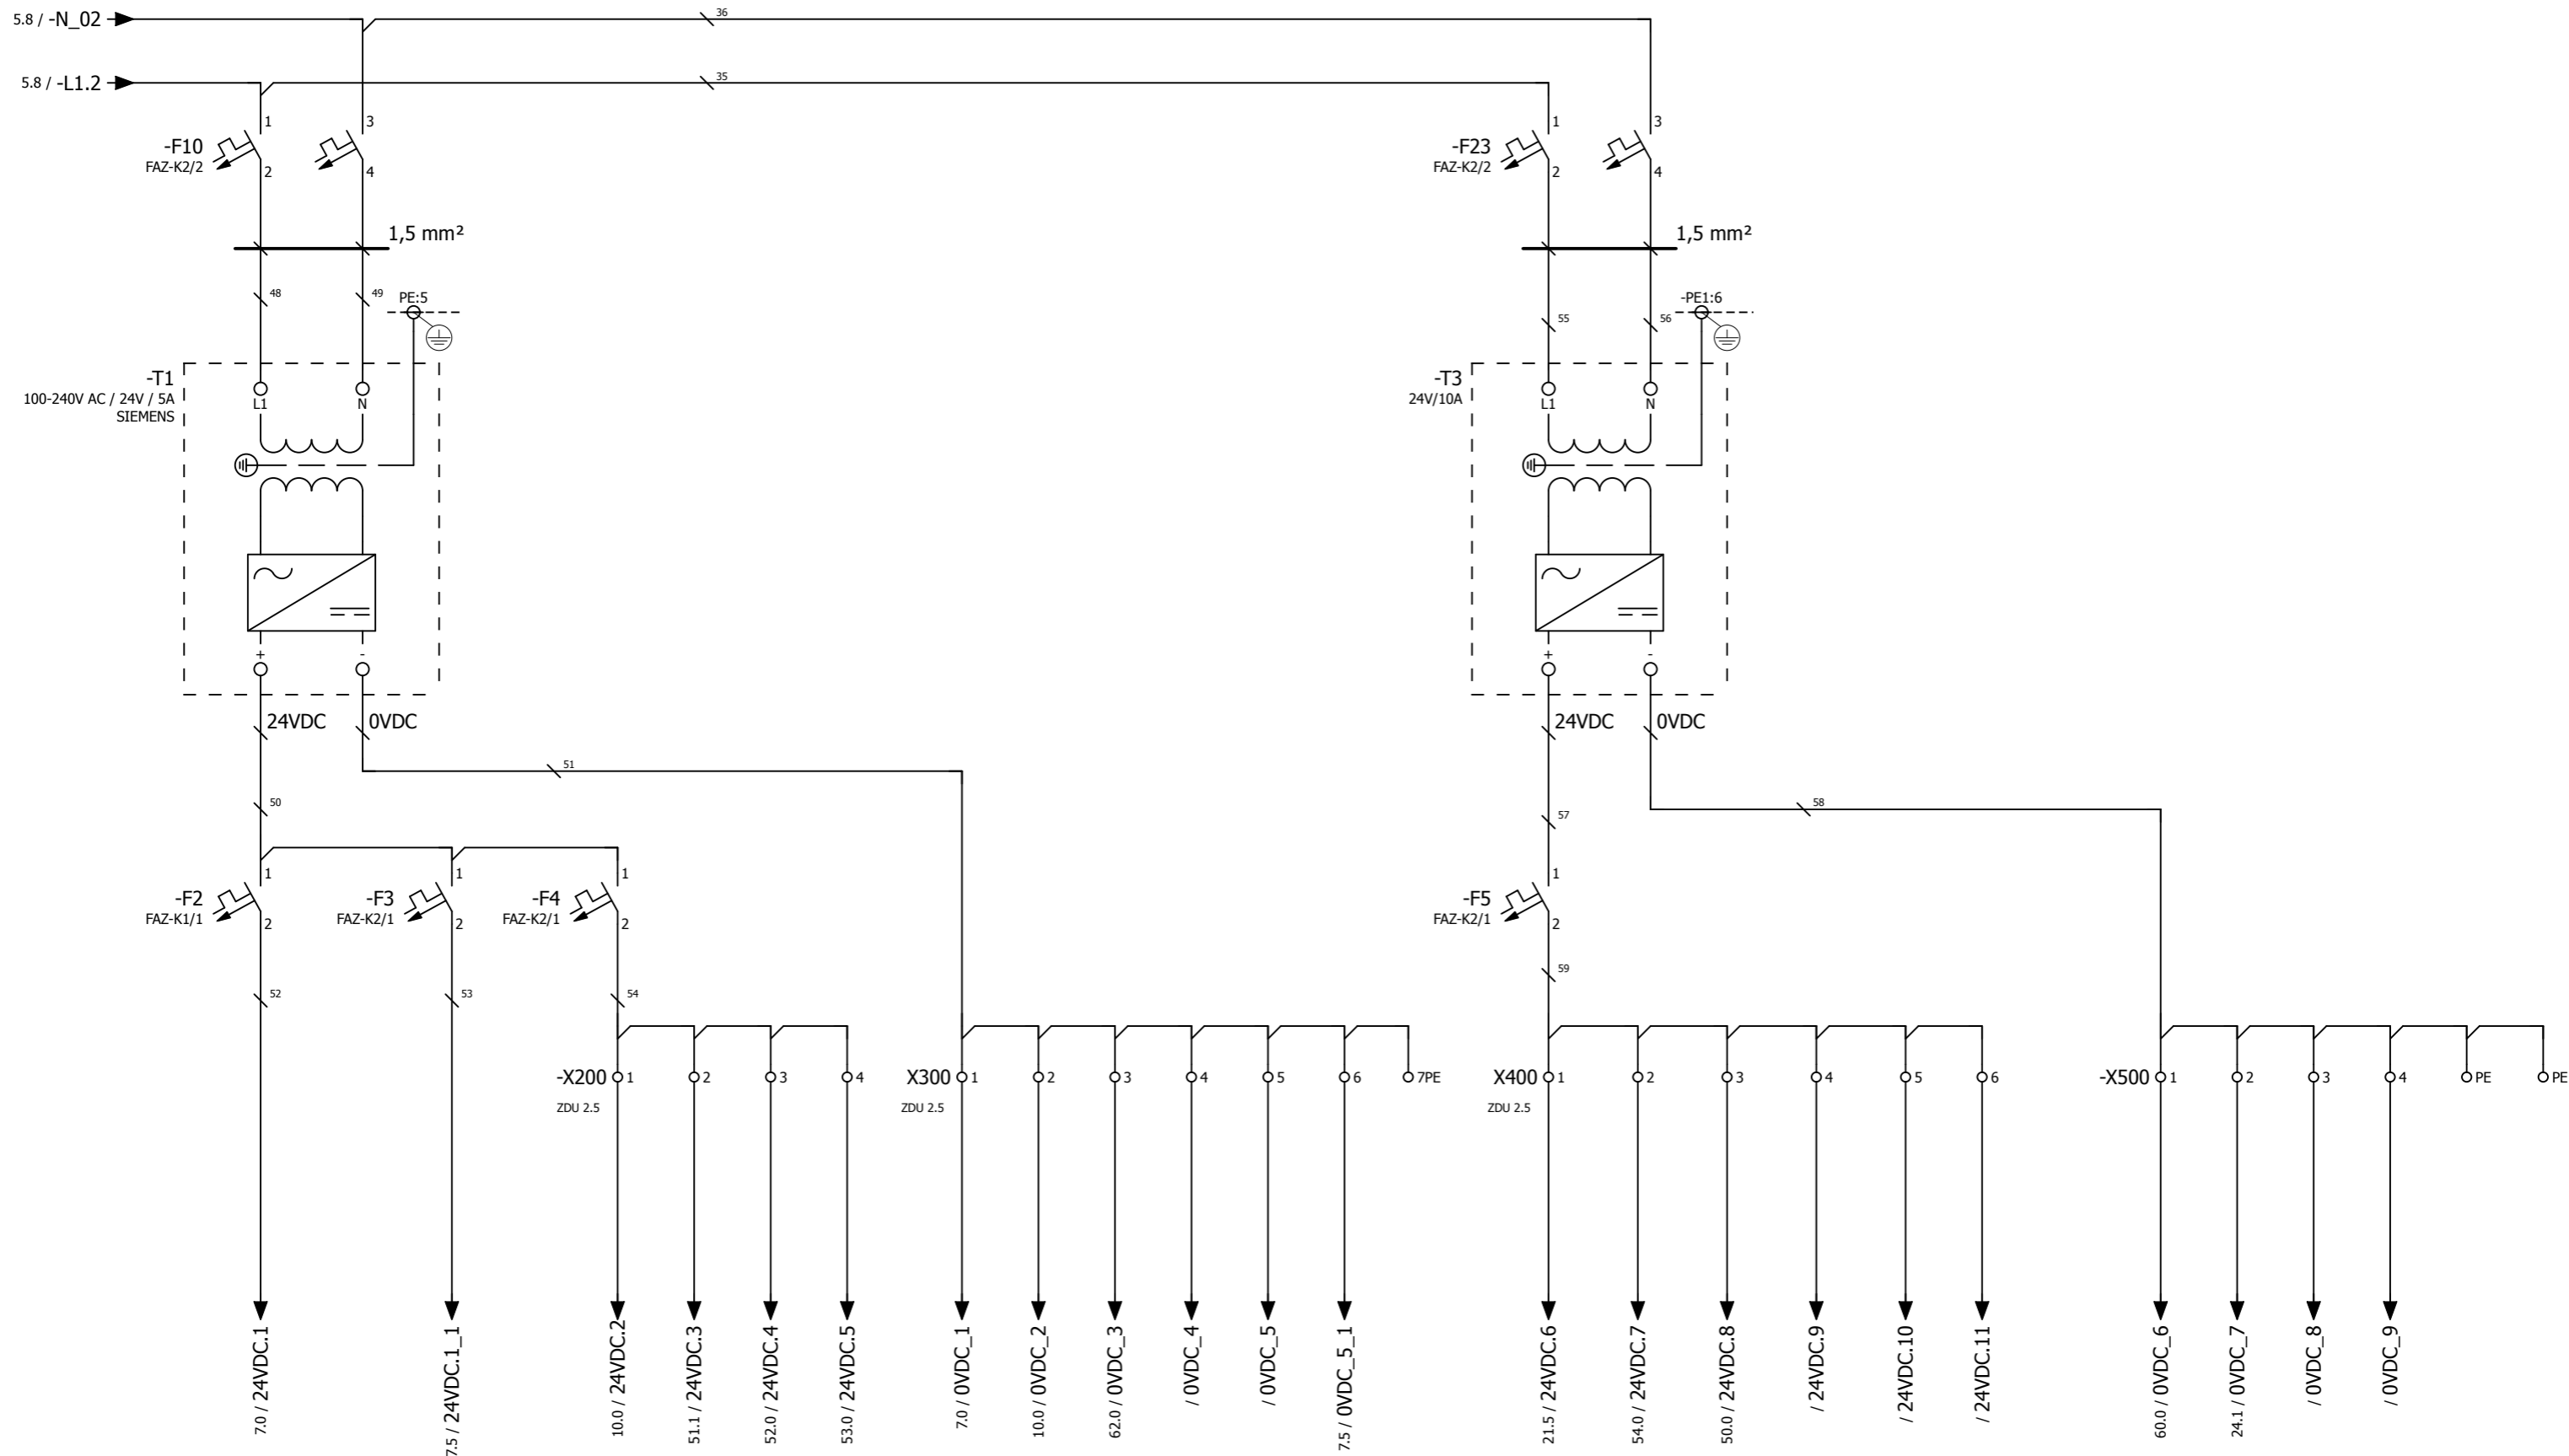 5.8 / -N_02
36
5.8 / -L1.2
35
1
3
-F10
FAZ-K2/2
2
4
1
3
-F23
FAZ-K2/2
2
4
1,5 mm²
1,5 mm²
48
49
PE:5
55
56
-PE1:6
-T1
100-240V AC / 24V / 5A
SIEMENS
L1
N
-T3
24V/10A
L1
N
+
-
+
-
24VDC
0VDC
24VDC
0VDC
51
50
58
57
1
-F2
FAZ-K1/1
2
1
-F3
FAZ-K2/1
2
1
-F4
FAZ-K2/1
2
1
-F5
FAZ-K2/1
2
52
53
54
59
-X200
1
2
3
4
ZDU 2.5
X300
1
2
3
4
5
6
7PE
ZDU 2.5
X400
1
2
3
4
5
6
ZDU 2.5
-X500
1
2
3
4
PE
PE
7.0 / 24VDC.1
7.5 / 24VDC.1_1
10.0 / 24VDC.2
51.1 / 24VDC.3
52.0 / 24VDC.4
53.0 / 24VDC.5
7.0 / 0VDC_1
10.0 / 0VDC_2
62.0 / 0VDC_3
/ 0VDC_4
/ 0VDC_5
7.5 / 0VDC_5_1
21.5 / 24VDC.6
54.0 / 24VDC.7
50.0 / 24VDC.8
/ 24VDC.9
/ 24VDC.10
/ 24VDC.11
60.0 / 0VDC_6
24.1 / 0VDC_7
/ 0VDC_8
/ 0VDC_9